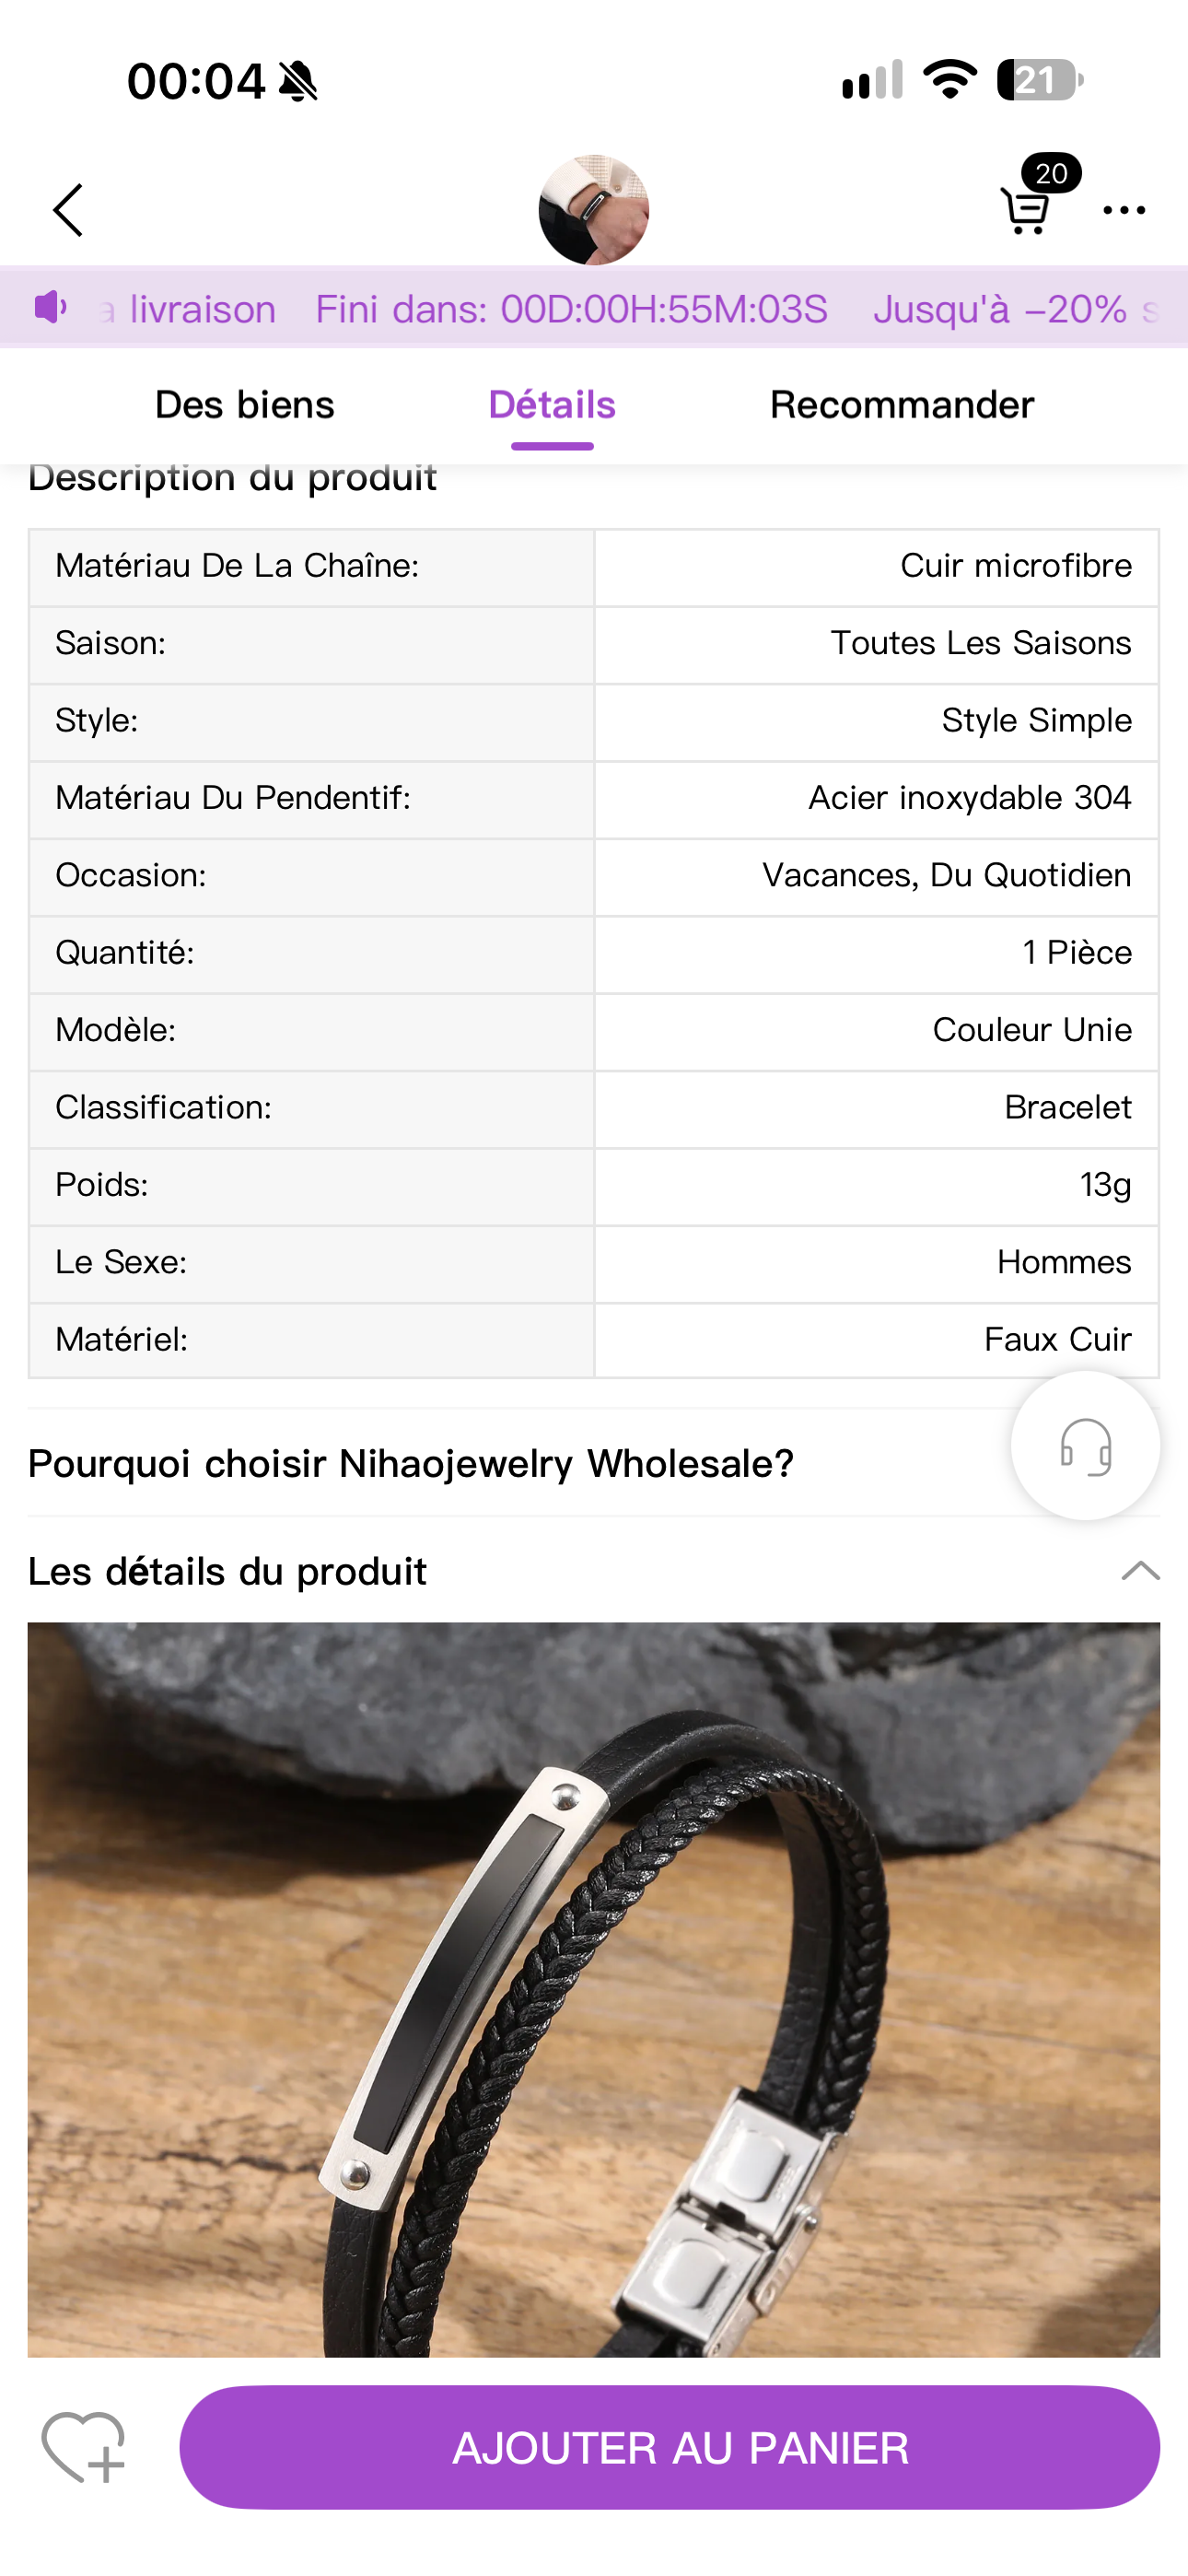 00:04
21
20
livraison Fini dans: 00D:00H:55M:03S Jusqu'à –20%
Des biens Détails Recommander
Description du produit
Matériau De La Chaîne: Cuir microfibre
Saison: Toutes Les Saisons
Style: Style Simple
Matériau Du Pendentif: Acier inoxydable 304
Occasion: Vacances, Du Quotidien
Quantité: 1 Pièce
Modèle: Couleur Unie
Classification: Bracelet
Poids: 13g
Le Sexe: Hommes
Matériel: Faux Cuir
Pourquoi choisir Nihaojewelry Wholesale?
Les détails du produit
AJOUTER AU PANIER